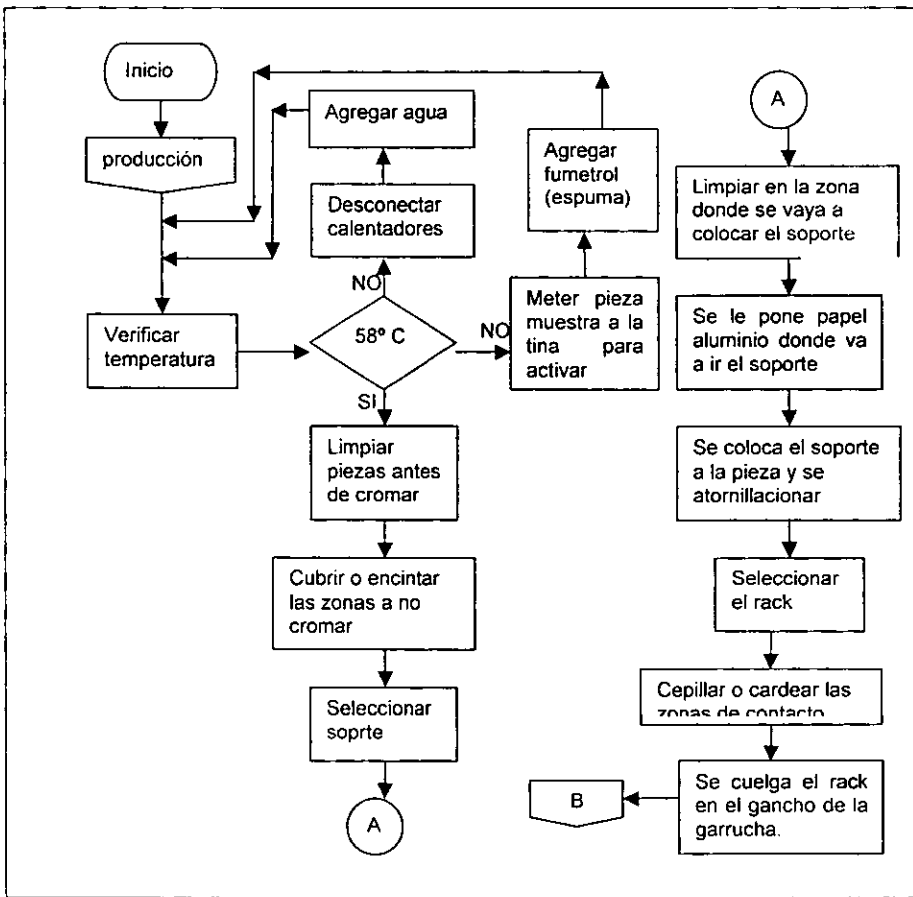 Inicio
producción
Verificar
temperatura
Agregar agua
Desconectar
calentadores
NO
58º C
NO
SI
Agregar
fumetrol
(espuma)
Meter pieza
muestra a la
tina para
activar
Limpiar
piezas antes
de cromar
Cubrir o encintar
las zonas a no
cromar
Seleccionar
soprte
A
A
Limpiar en la zona
donde se vaya a
colocar el soporte
Se le pone papel
aluminio donde va
a ir el soporte
Se coloca el soporte
a la pieza y se
atornillacionar
Seleccionar
el rack
Cepillar o cardear las
zonas de contacto
Se cuelga el rack
en el gancho de la
garrucha.
B